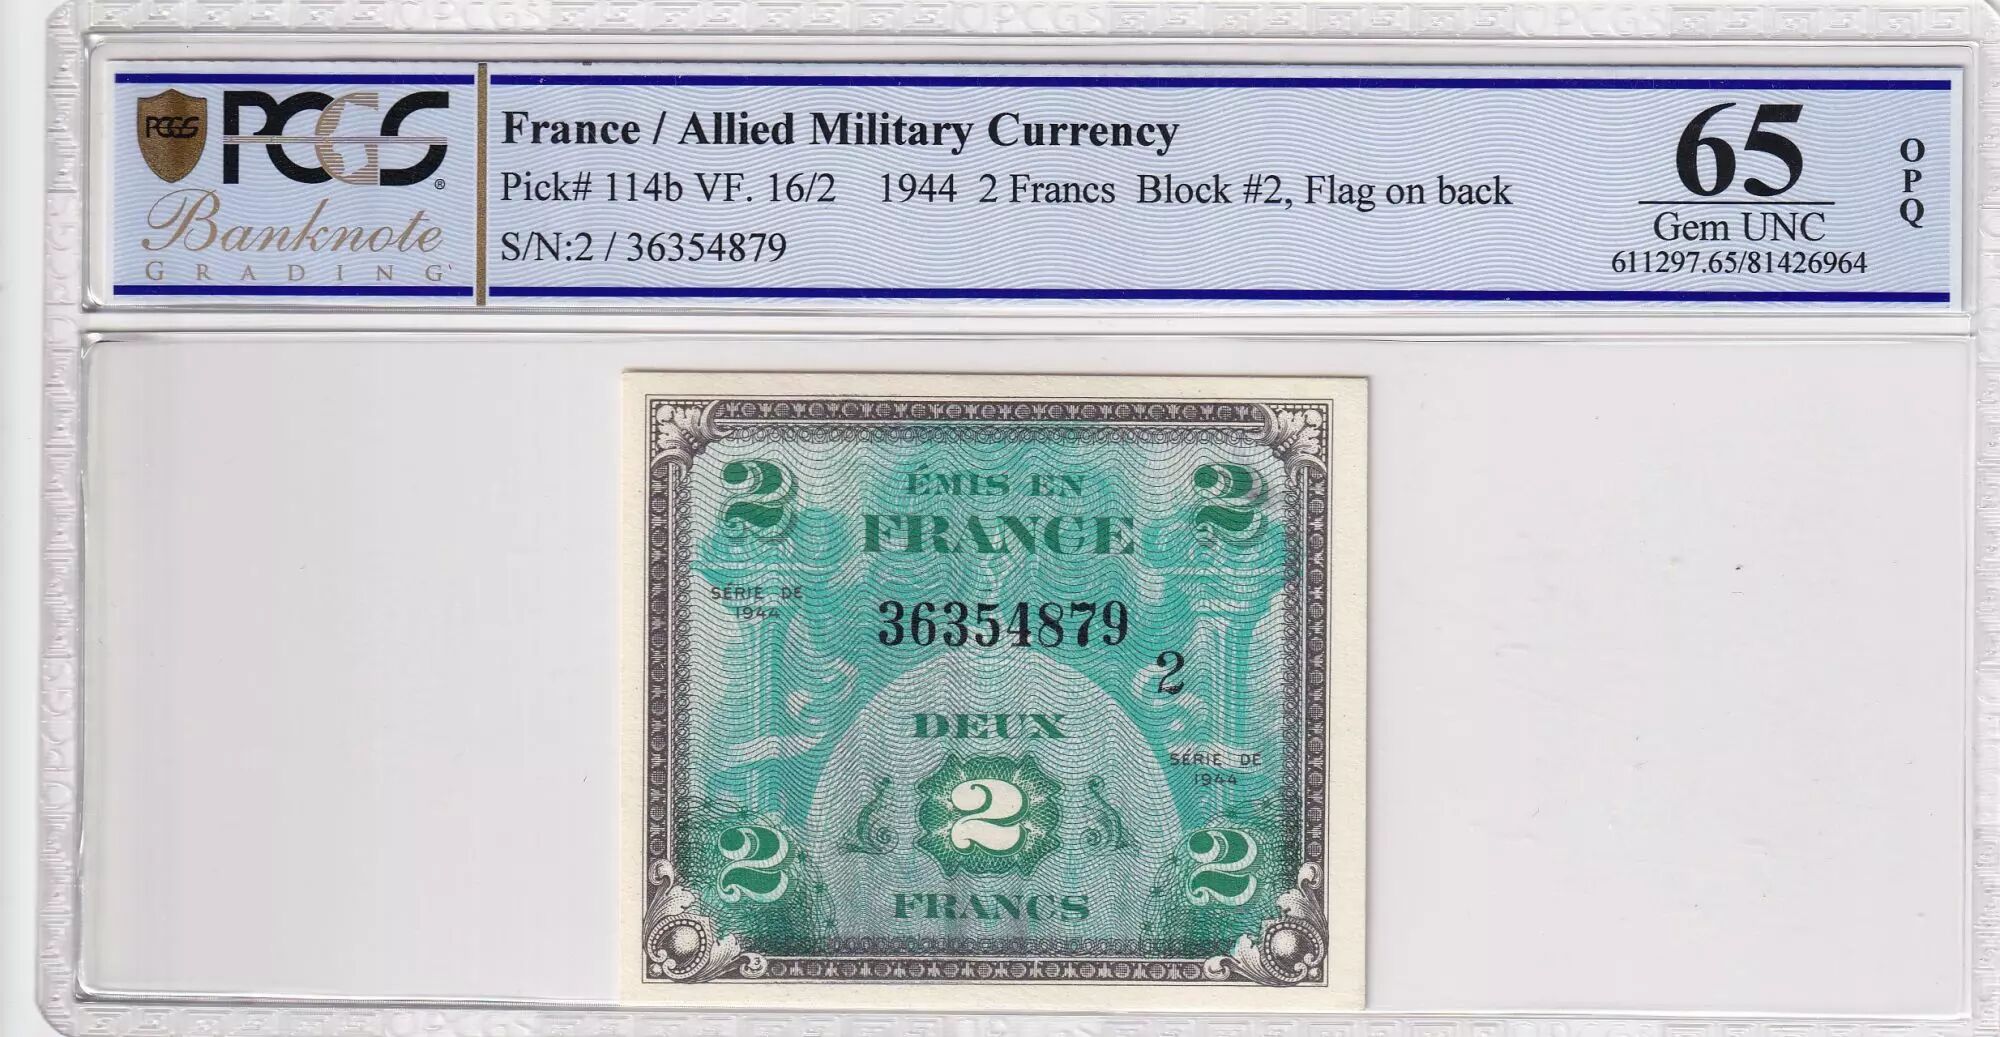 PCGS
PCGS®
Banknote
GRADING
France / Allied Military Currency
Pick# 114b VF. 16/2 1944 2 Francs Block #2, Flag on back
S/N:2 / 36354879
65
Gem UNC
611297.65/81426964
OPQ
2 2
ÉMIS EN
FRANCE
SÉRIE DE
1944
36354879
2
DEUX
SÉRIE DE
1944
2
2 2
FRANCS
3